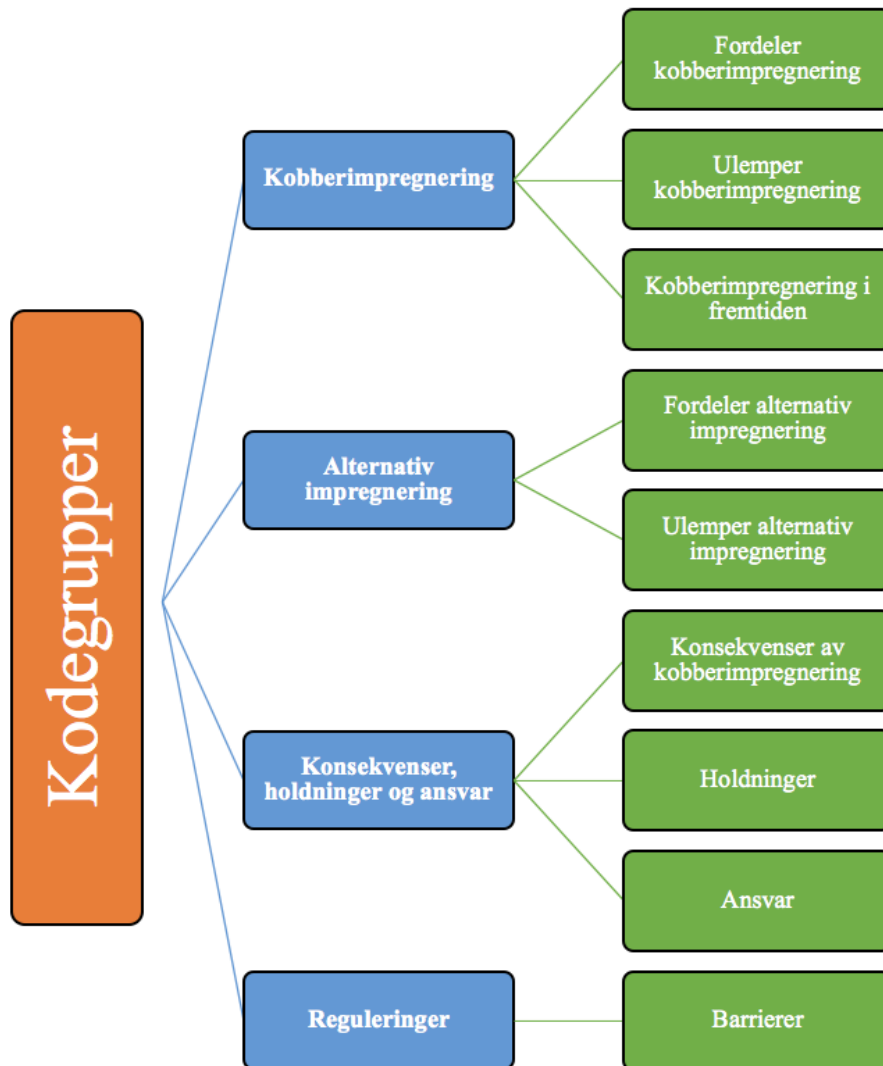 Kodegrupper
Kobberimpregnering
Fordeler
kobberimpregnering
Ulemper
kobberimpregnering
Kobberimpregnering i
fremtiden
Alternativ
impregnering
Fordeler alternativ
impregnering
Ulemper alternativ
impregnering
Konsekvenser,
holdninger og ansvar
Konsekvenser av
kobberimpregnering
Holdninger
Ansvar
Reguleringer
Barrierer